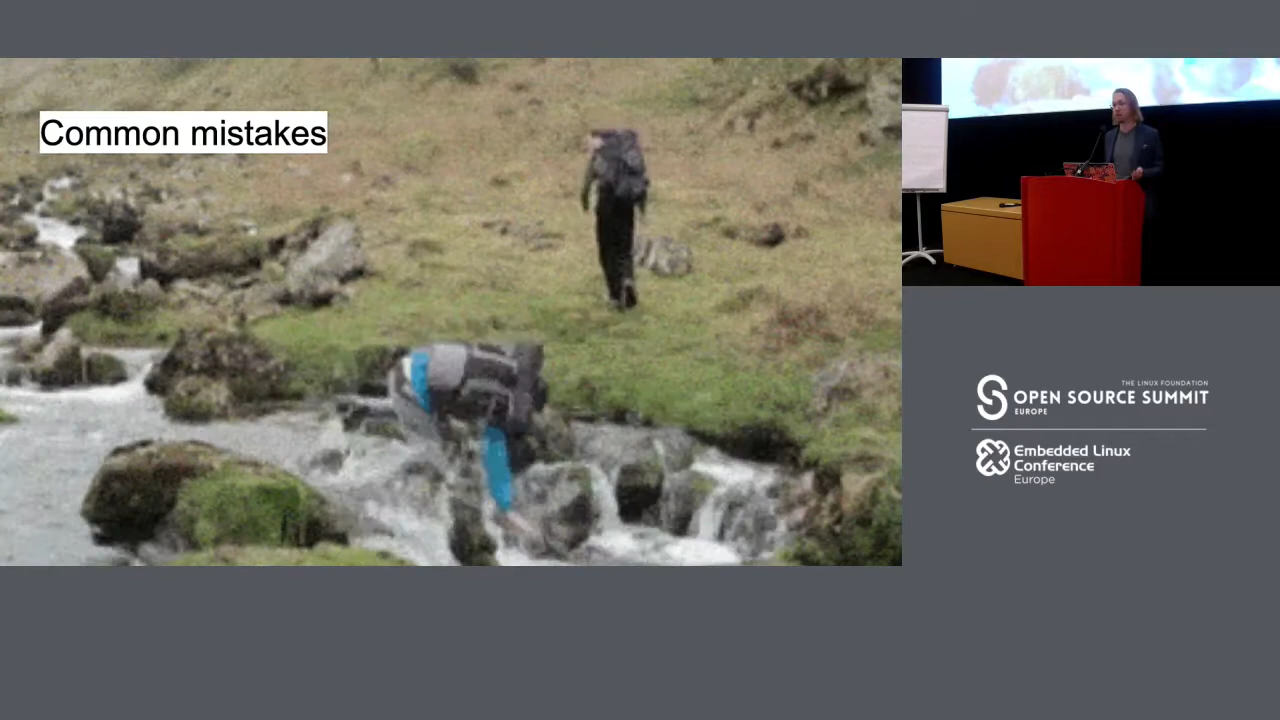 Common mistakes
THE LINUX FOUNDATION
OPEN SOURCE SUMMIT
EUROPE
Embedded Linux
Conference
Europe